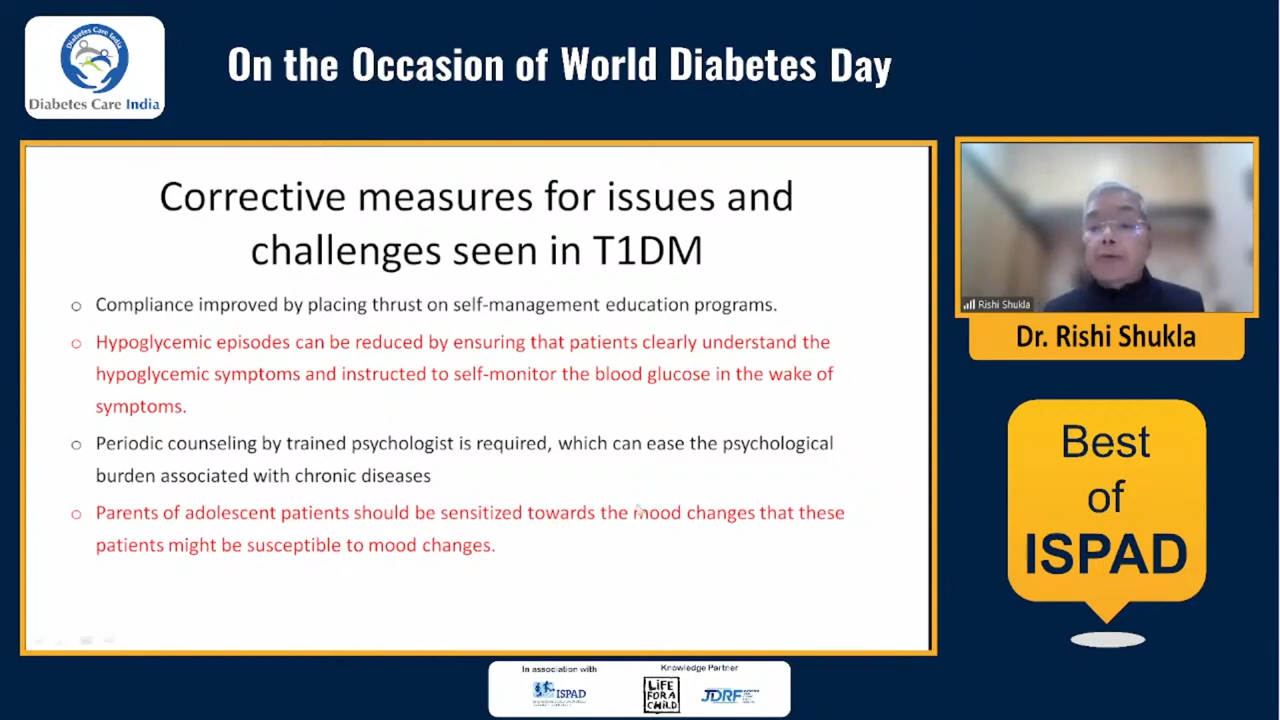 Diabetes Care India
Diabetes Care India
On the Occasion of World Diabetes Day
Corrective measures for issues and
challenges seen in T1DM
○ Compliance improved by placing thrust on self-management education programs.
○ Hypoglycemic episodes can be reduced by ensuring that patients clearly understand the
hypoglycemic symptoms and instructed to self-monitor the blood glucose in the wake of
symptoms.
○ Periodic counseling by trained psychologist is required, which can ease the psychological
burden associated with chronic diseases
○ Parents of adolescent patients should be sensitized towards the mood changes that these
patients might be susceptible to mood changes.
Rishi Shukla
Dr. Rishi Shukla
Best
of
ISPAD
In association with
ISPAD
Knowledge Partner
LiFE
FOR A
CHiLD
JDRF